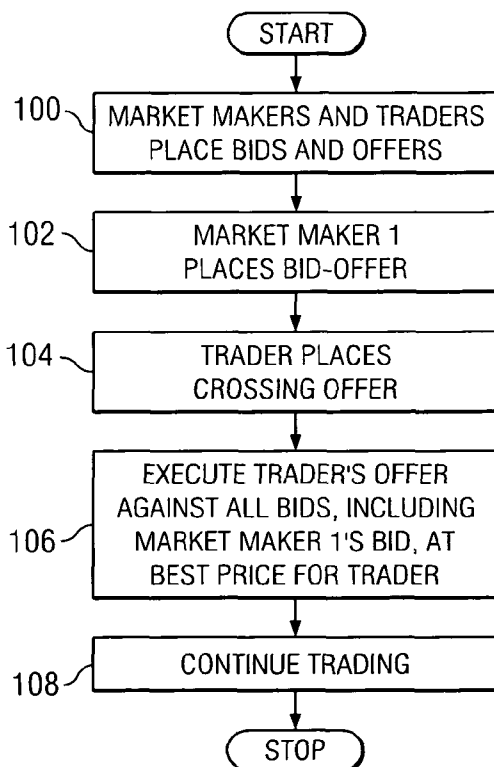 START
100
MARKET MAKERS AND TRADERS
PLACE BIDS AND OFFERS
102
MARKET MAKER 1
PLACES BID-OFFER
104
TRADER PLACES
CROSSING OFFER
106
EXECUTE TRADER'S OFFER
AGAINST ALL BIDS, INCLUDING
MARKET MAKER 1'S BID, AT
BEST PRICE FOR TRADER
108
CONTINUE TRADING
STOP